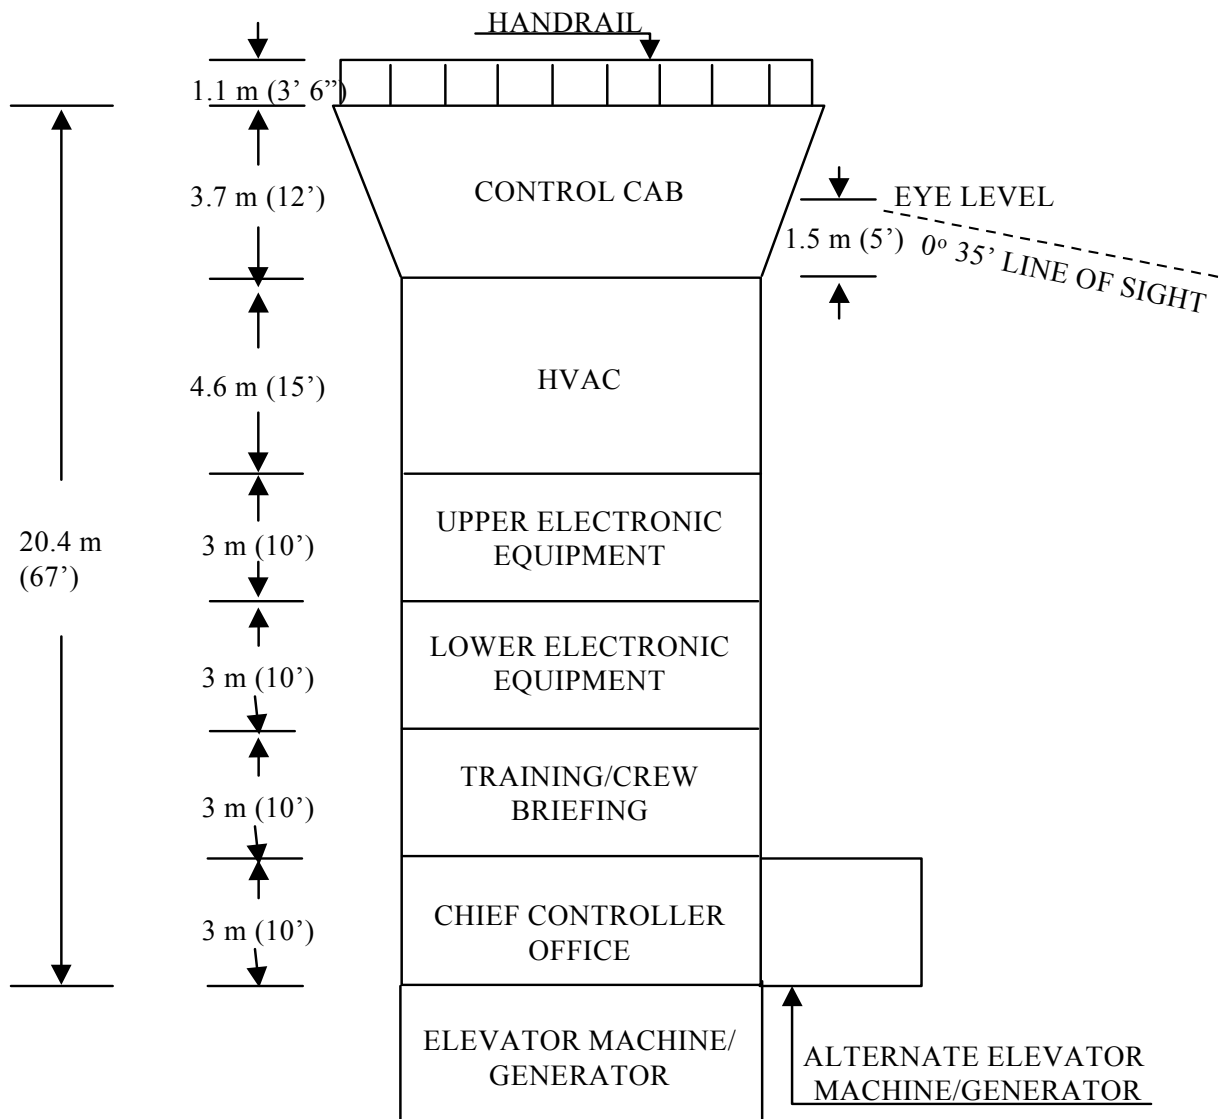 HANDRAIL
1.1 m (3’ 6”)
3.7 m (12’)
CONTROL CAB
EYE LEVEL
1.5 m (5’)
0º 35’ LINE OF SIGHT
4.6 m (15’)
HVAC
20.4 m
(67’)
3 m (10’)
UPPER ELECTRONIC
EQUIPMENT
3 m (10’)
LOWER ELECTRONIC
EQUIPMENT
3 m (10’)
TRAINING/CREW
BRIEFING
3 m (10’)
CHIEF CONTROLLER
OFFICE
ELEVATOR MACHINE/
GENERATOR
ALTERNATE ELEVATOR
MACHINE/GENERATOR